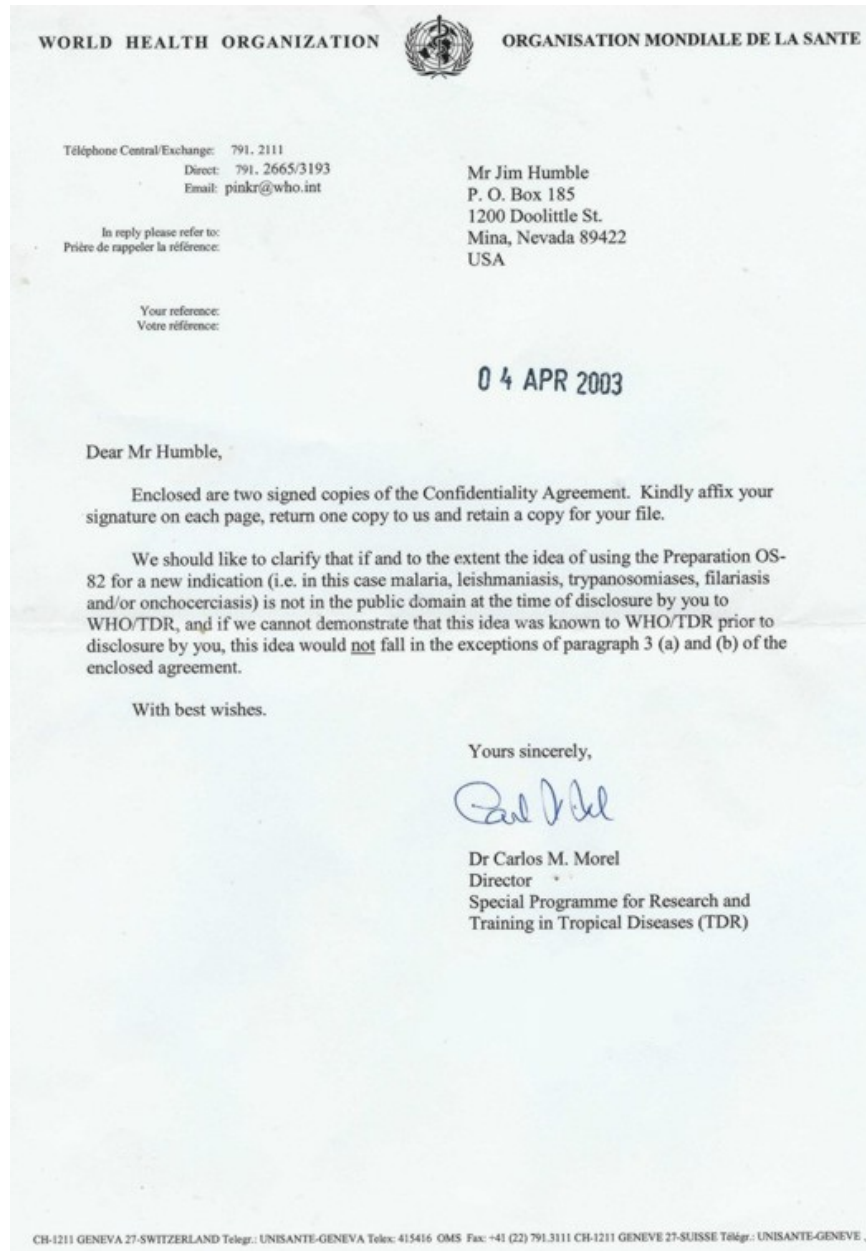 WORLD HEALTH ORGANIZATION
ORGANISATION MONDIALE DE LA SANTE
Téléphone Central/Exchange: 791. 2111
Direct: 791. 2665/3193
Email: pinkr@who.int
In reply please refer to:
Prière de rappeler la référence:
Your reference:
Votre référence:
Mr Jim Humble
P. O. Box 185
1200 Doolittle St.
Mina, Nevada 89422
USA
04 APR 2003
Dear Mr Humble,
Enclosed are two signed copies of the Confidentiality Agreement. Kindly affix your
signature on each page, return one copy to us and retain a copy for your file.
We should like to clarify that if and to the extent the idea of using the Preparation OS-
82 for a new indication (i.e. in this case malaria, leishmaniasis, trypanosomiases, filariasis
and/or onchocerciasis) is not in the public domain at the time of disclosure by you to
WHO/TDR, and if we cannot demonstrate that this idea was known to WHO/TDR prior to
disclosure by you, this idea would not fall in the exceptions of paragraph 3 (a) and (b) of the
enclosed agreement.
With best wishes.
Yours sincerely,
Dr Carlos M. Morel
Director
Special Programme for Research and
Training in Tropical Diseases (TDR)
CH-1211 GENEVA 27-SWITZERLAND Telegr.: UNISANTE-GENEVA Telex: 415416 OMS Fax: +41 (22) 791.3111 CH-1211 GENEVE 27-SUISSE Télégr.: UNISANTE-GENEVE